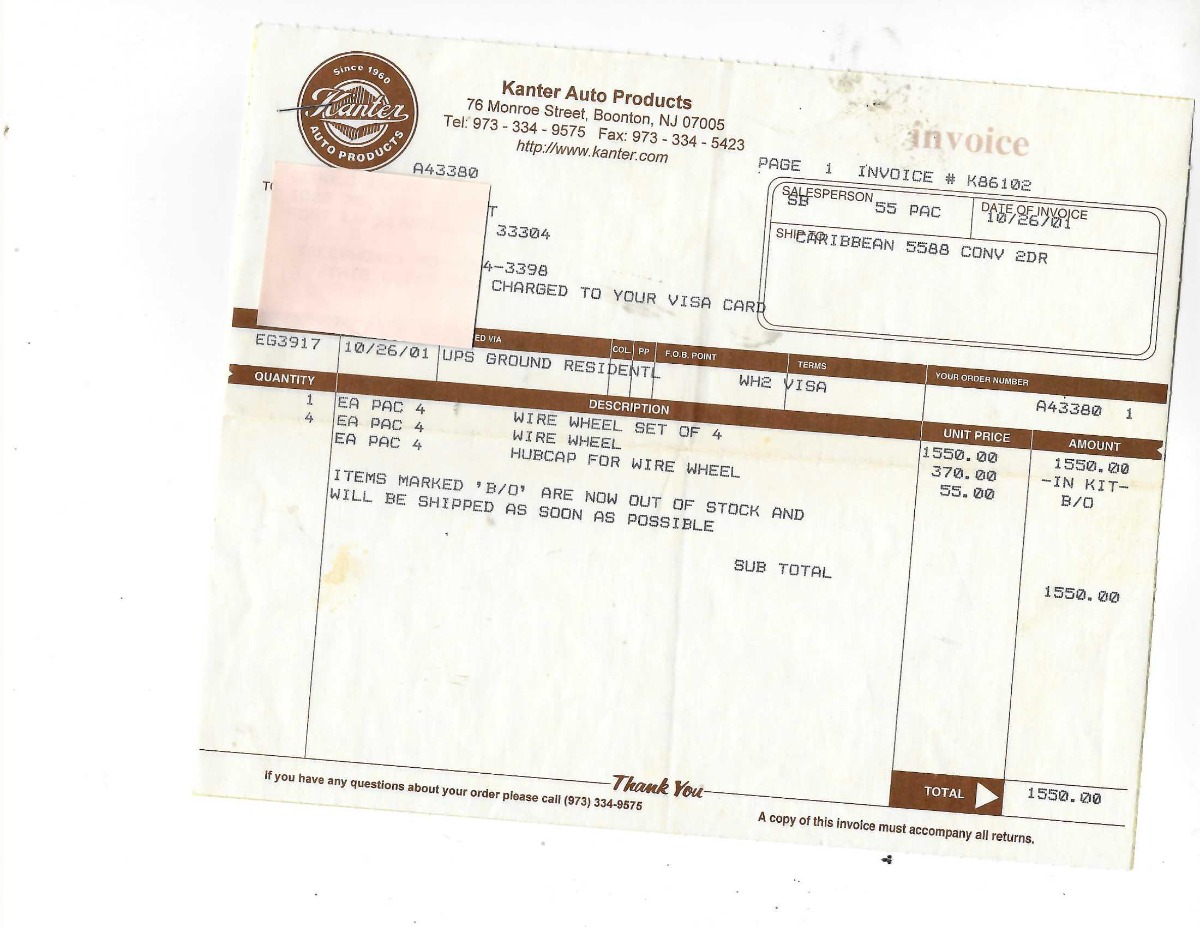 Since 1960
Kanter
AUTO PRODUCTS
Kanter Auto Products
76 Monroe Street, Boonton, NJ 07005
Tel: 973 - 334 - 9575 Fax: 973 - 334 - 5423
http://www.kanter.com
invoice
PAGE 1 INVOICE # K86102
A43380
SALESPERSON
SB 55 PAC
DATE OF INVOICE
10/26/01
T
33304
SHIP TO
CARIBBEAN 5588 CONV 2DR
4-3398
CHARGED TO YOUR VISA CARD
ED VIA COL. PP F.O.B. POINT TERMS YOUR ORDER NUMBER
EG3917 10/26/01 UPS GROUND RESIDENTL WH2 VISA A43380 1
QUANTITY DESCRIPTION UNIT PRICE AMOUNT
1 EA PAC 4 WIRE WHEEL SET OF 4 1550.00 1550.00
4 EA PAC 4 WIRE WHEEL 370.00 -IN KIT-
EA PAC 4 HUBCAP FOR WIRE WHEEL 55.00 B/O
ITEMS MARKED 'B/O' ARE NOW OUT OF STOCK AND
WILL BE SHIPPED AS SOON AS POSSIBLE
SUB TOTAL 1550.00
Thank You
If you have any questions about your order please call (973) 334-9575
TOTAL 1550.00
A copy of this invoice must accompany all returns.